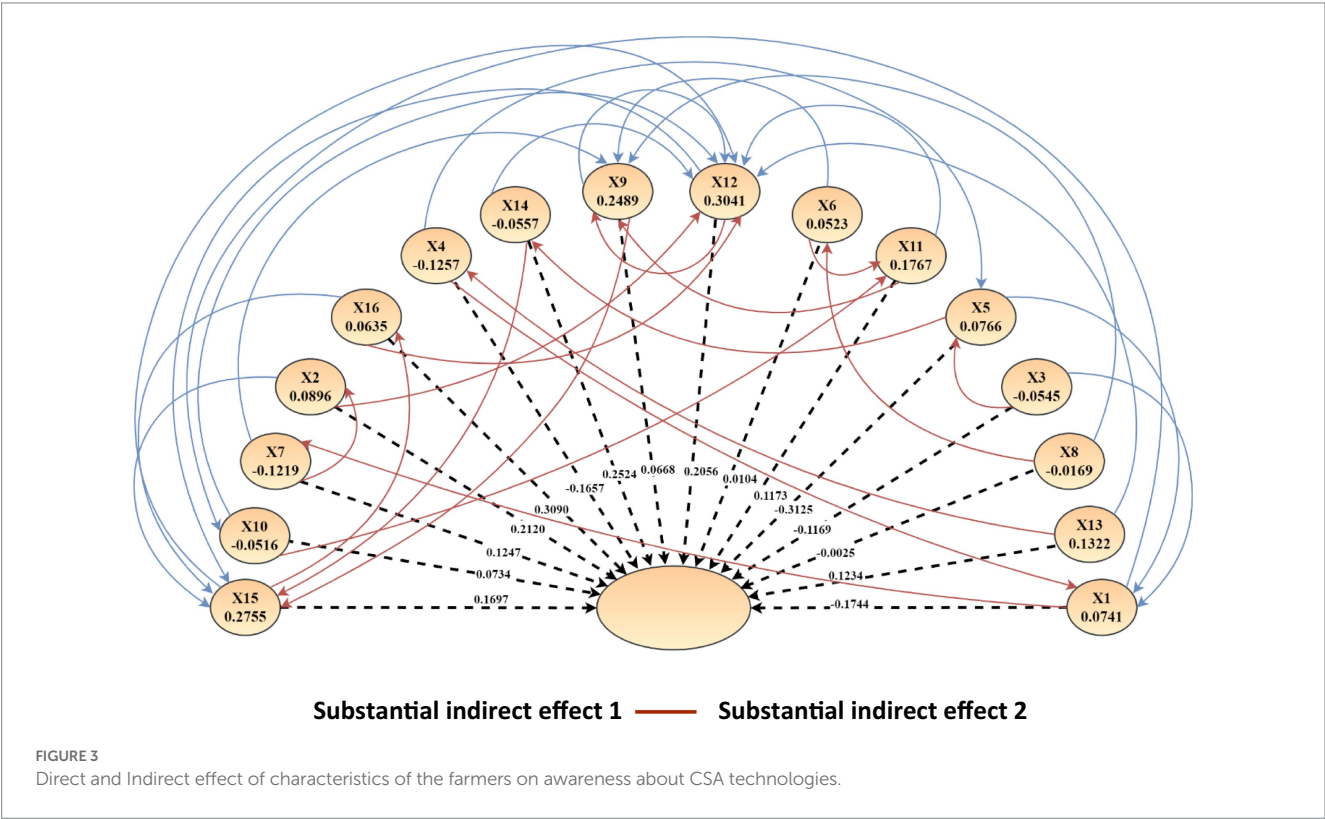 X9
0.2489
X12
0.3041
X14
-0.0557
X6
0.0523
X4
-0.1257
X11
0.1767
X16
0.0635
X5
0.0766
X2
0.0896
X3
-0.0545
X7
-0.1219
X8
-0.0169
X10
-0.0516
X13
0.1322
X15
0.2755
X1
0.0741
0.2524
0.0668
0.2056
0.0104
-0.1657
0.1173
0.3090
-0.3125
0.2120
-0.1169
0.1247
-0.0025
0.0734
0.1234
0.1697
-0.1744
Substantial indirect effect 1
Substantial indirect effect 2
FIGURE 3
Direct and Indirect effect of characteristics of the farmers on awareness about CSA technologies.